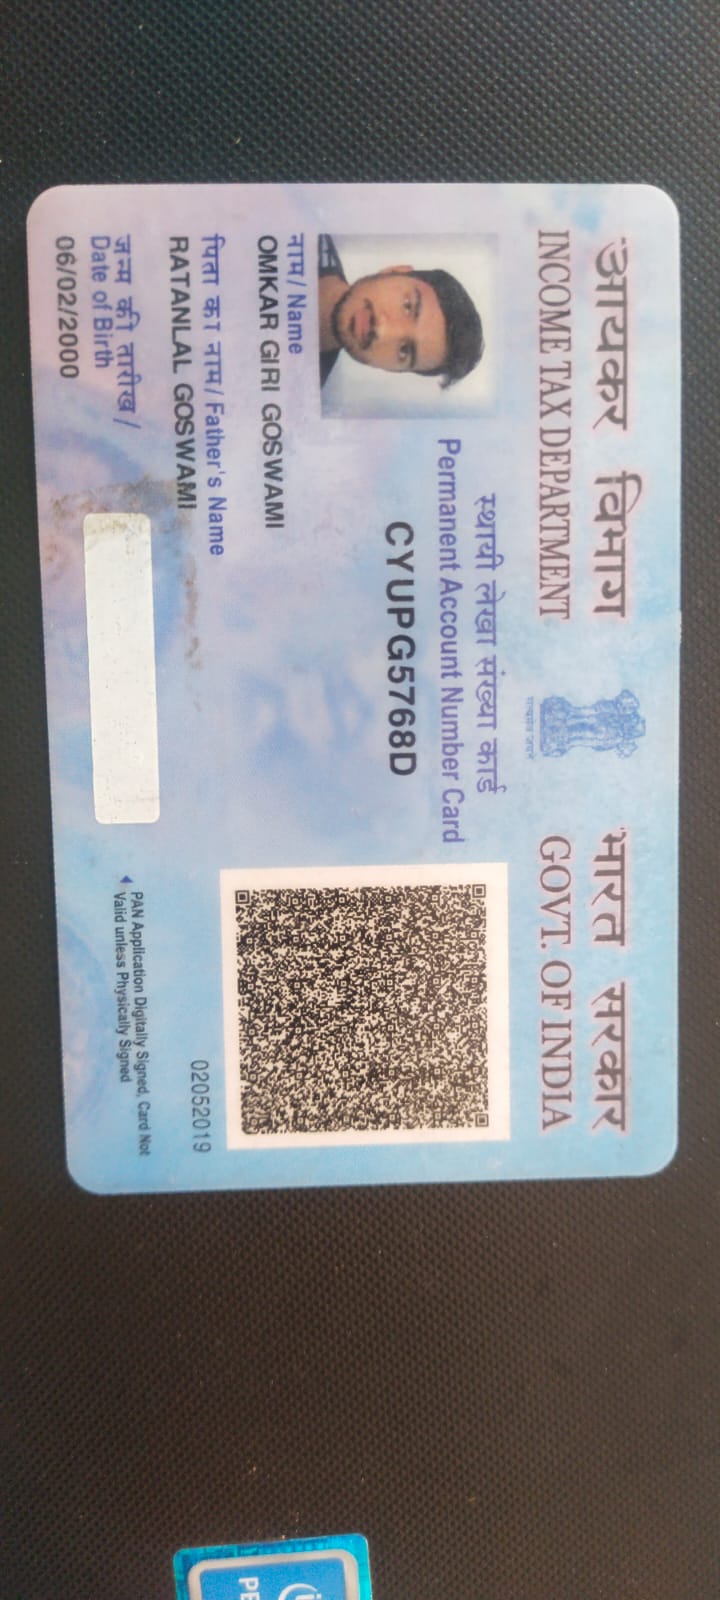 आयकर विभाग
INCOME TAX DEPARTMENT
सत्यमेव जयते
भारत सरकार
GOVT. OF INDIA
स्थायी लेखा संख्या कार्ड
Permanent Account Number Card
CYUPG5768D
नाम / Name
OMKAR GIRI GOSWAMI
पिता का नाम / Father's Name
RATANLAL GOSWAMI
जन्म की तारीख /
Date of Birth
06/02/2000
02052019
PAN Application Digitally Signed, Card Not
Valid unless Physically Signed